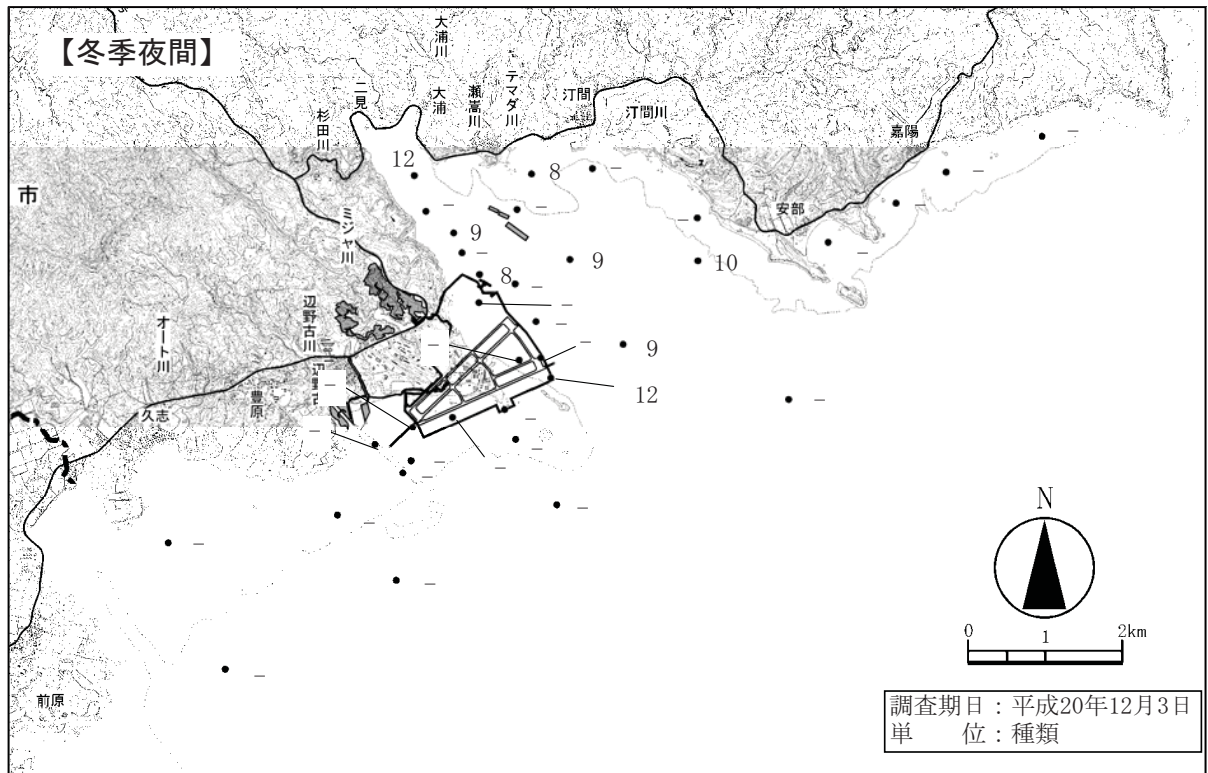 【冬季夜間】
大浦川
二見
大浦
瀬嵩川
テマダ川
汀間
汀間川
嘉陽
杉田川
市
12
8
－
－
－
－
－
－
安部
ミジャ川
9
－
－
9
10
－
8
－
－
－
辺野古川
オート川
－
－
9
12
－
－
辺野古
豊原
久志
－
－
－
－
－
－
－
－
－
－
－
前原
N
0 1 2km
調査期日：平成20年12月3日
単　　位：種類